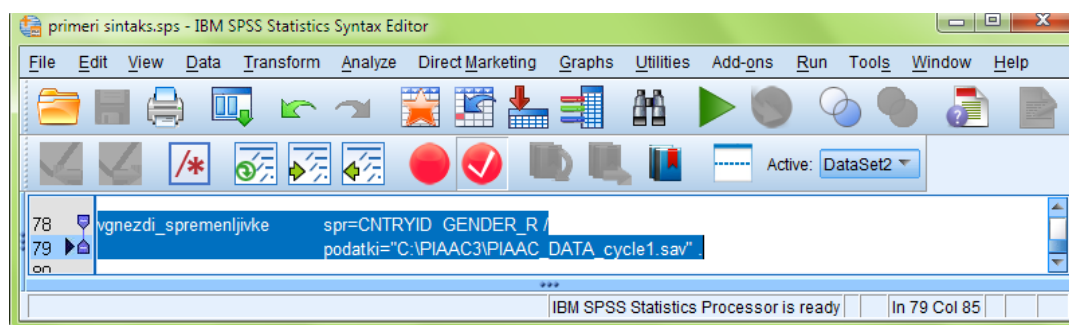 primeri sintaks.sps - IBM SPSS Statistics Syntax Editor
File Edit View Data Transform Analyze Direct Marketing Graphs Utilities Add-ons Run Tools Window Help
Active: DataSet2
78 vgnezdi_spremenljivke spr=CNTRYID GENDER_R /
79 podatki="C:\PIAAC3\PIAAC_DATA_cycle1.sav" .
IBM SPSS Statistics Processor is ready In 79 Col 85